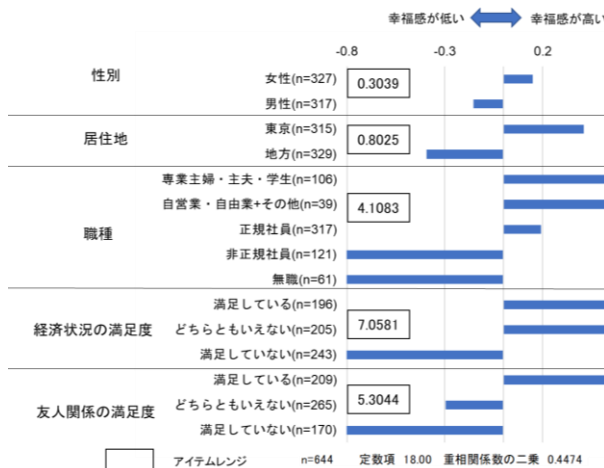 幸福感が低い 幸福感が高い
-0.8 -0.3 0.2
性別
女性(n=327) 0.3039
男性(n=317)
居住地
東京(n=315) 0.8025
地方(n=329)
職種
専業主婦・主夫・学生(n=106)
自営業・自由業+その他(n=39) 4.1083
正規社員(n=317)
非正規社員(n=121)
無職(n=61)
経済状況の満足度
満足している(n=196) 7.0581
どちらともいえない(n=205)
満足していない(n=243)
友人関係の満足度
満足している(n=209) 5.3044
どちらともいえない(n=265)
満足していない(n=170)
アイテムレンジ n=644 定数項 18.00 重相関係数の二乗 0.4474